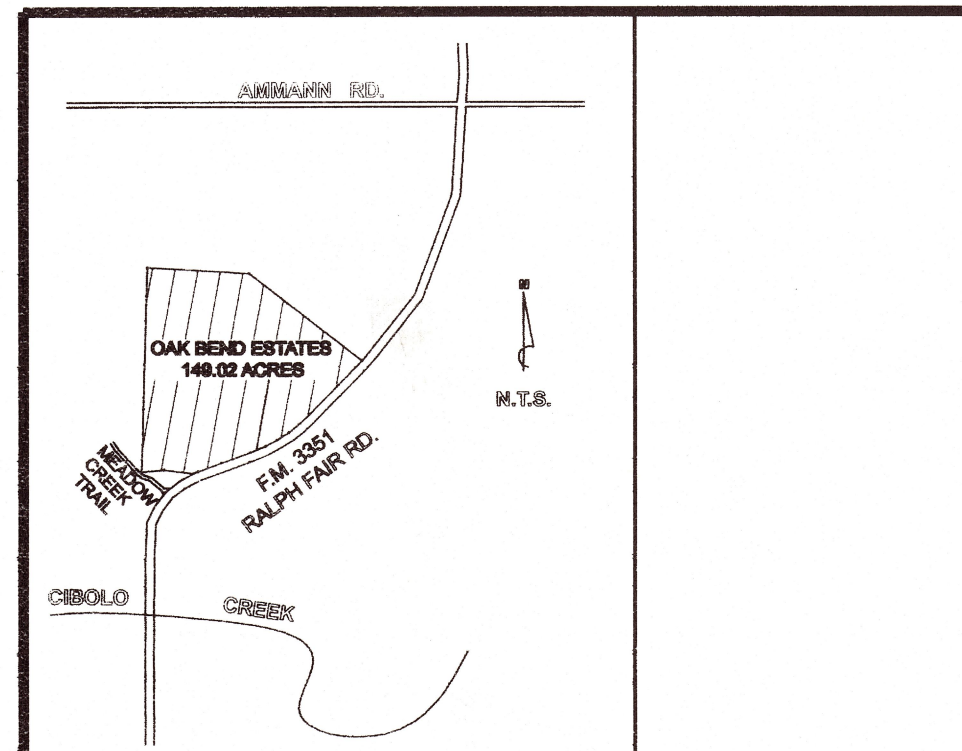 AMMANN RD.
N
OAK BEND ESTATES
149.02 ACRES
N.T.S.
F.M. 3351
RALPH FAIR RD.
MEADOW
CREEK
TRAIL
CIBOLO CREEK